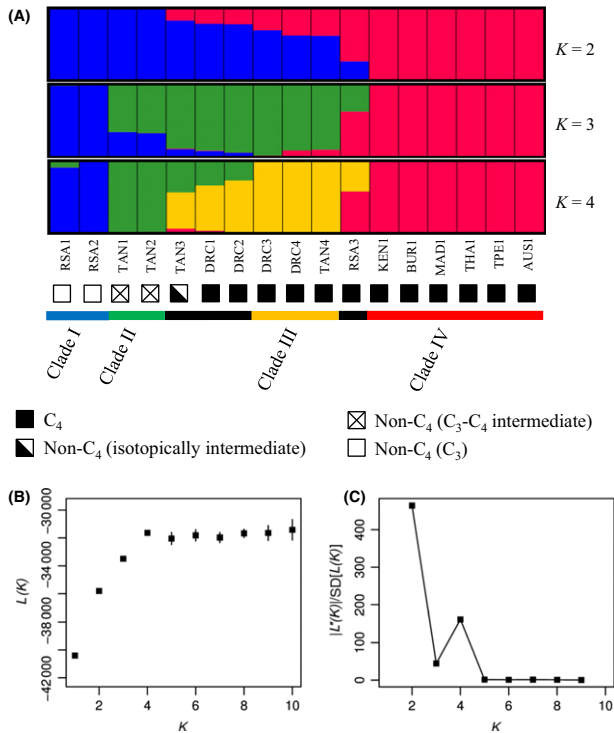 (A)
K = 2
K = 3
K = 4
RSA1 RSA2 TAN1 TAN2 TAN3 DRC1 DRC2 DRC3 DRC4 TAN4 RSA3 KEN1 BUR1 MAD1 THA1 TPE1 AUS1
Clade I Clade II Clade III Clade IV
C4 Non-C4 (C3-C4 intermediate)
Non-C4 (isotopically intermediate) Non-C4 (C3)
(B)
L(K)
−30000
−34000
−38000
−42000
2 4 6 8 10
K
(C)
|L″(K)|/SD[L(K)]
400
300
200
100
0
2 4 6 8 10
K